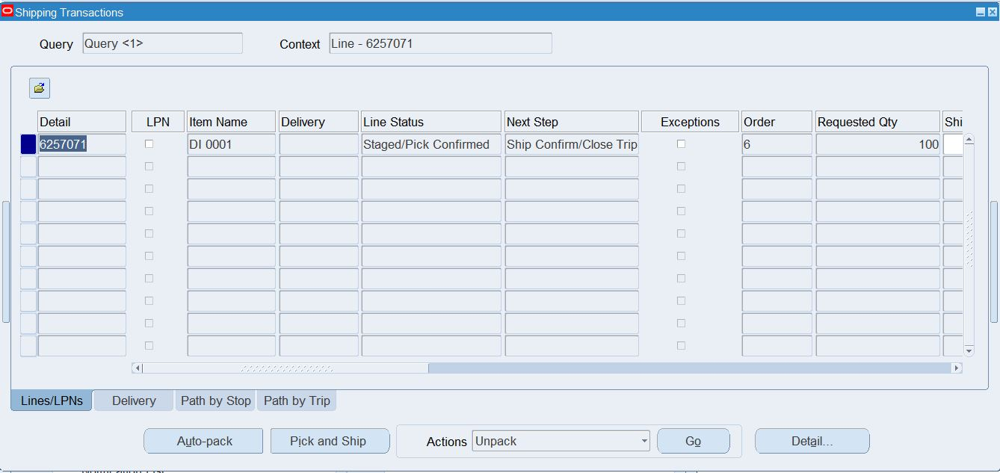 Shipping Transactions
Query Query <1> Context Line - 6257071
Detail LPN Item Name Delivery Line Status Next Step Exceptions Order Requested Qty Shi
6257071 DI 0001 Staged/Pick Confirmed Ship Confirm/Close Trip 6 100
Lines/LPNs Delivery Path by Stop Path by Trip
Auto-pack Pick and Ship Actions Unpack Go Detail...